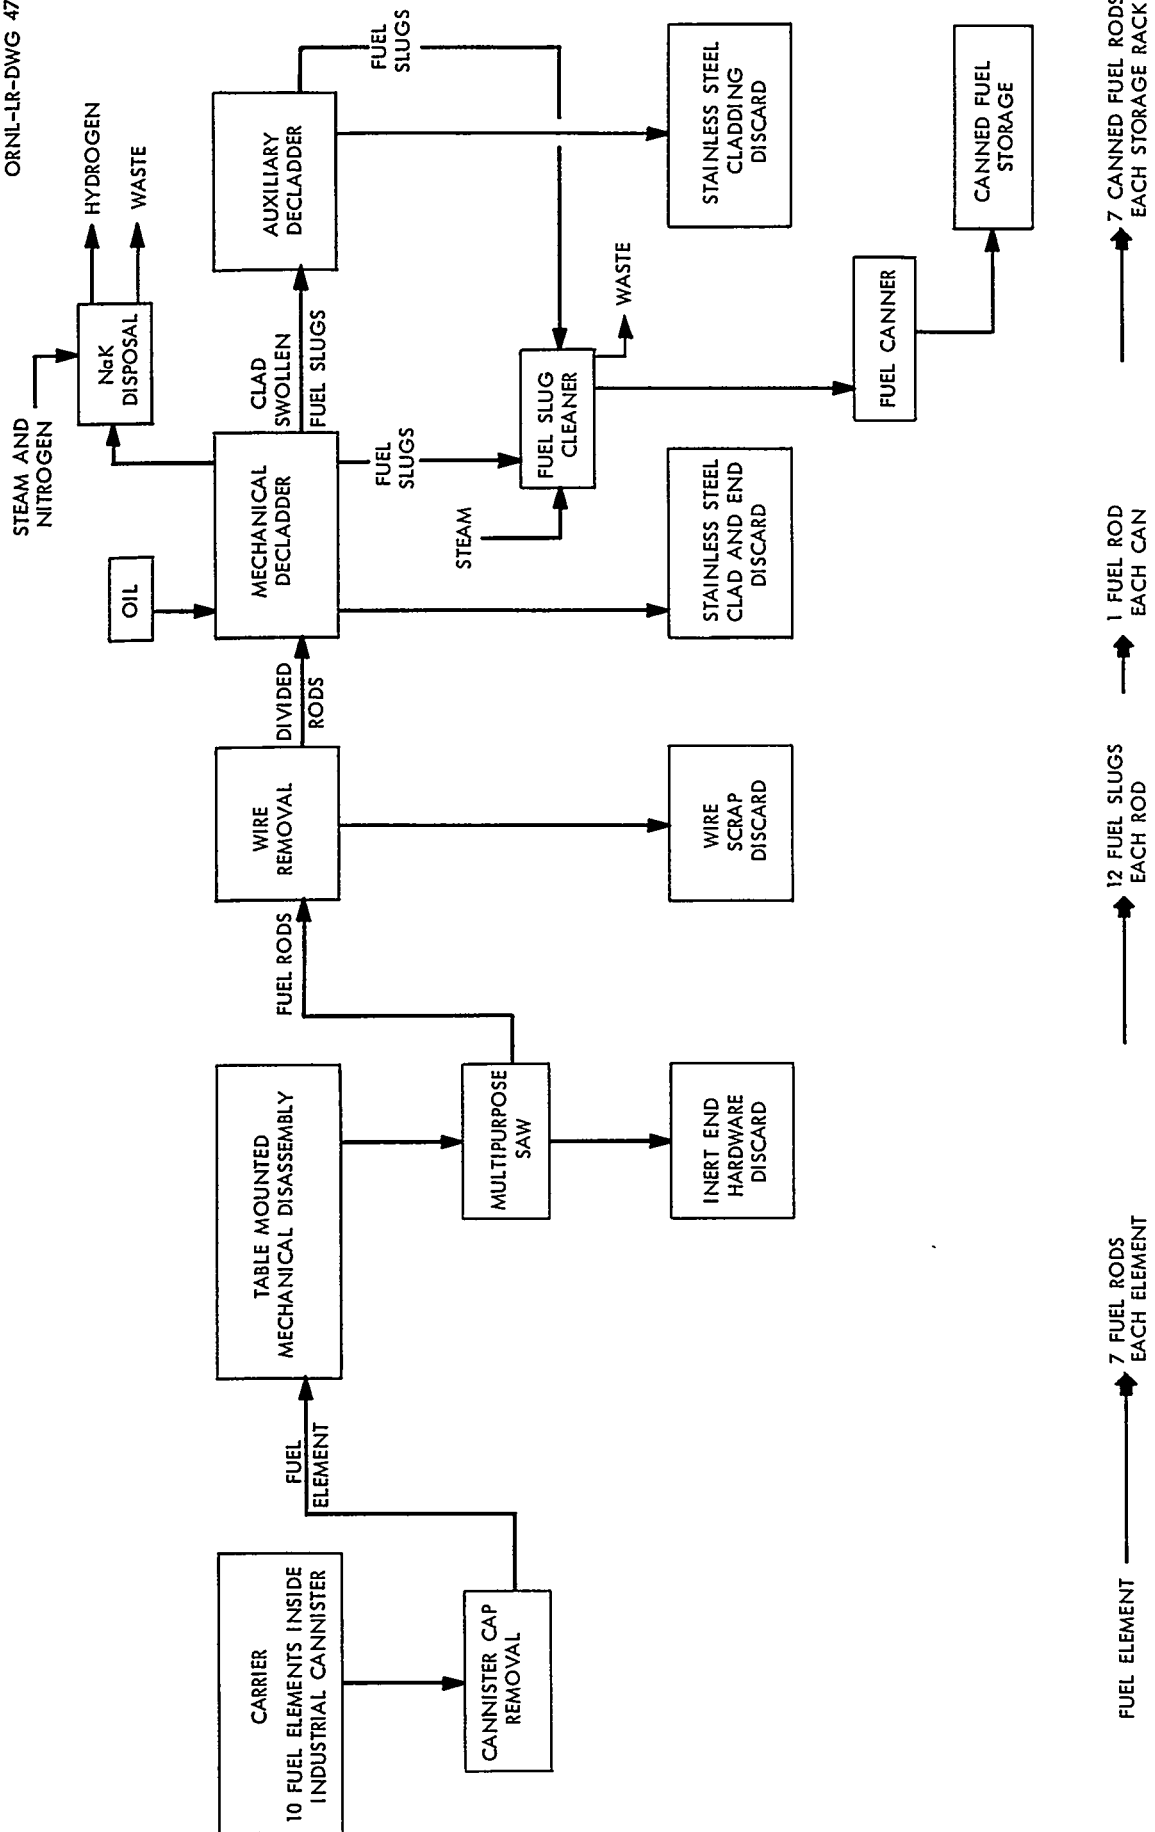 ORNL-LR-DWG 47
CARRIER
10 FUEL ELEMENTS INSIDE
INDUSTRIAL CANNISTER
CANNISTER CAP
REMOVAL
FUEL
ELEMENT
TABLE MOUNTED
MECHANICAL DISASSEMBLY
MULTIPURPOSE
SAW
INERT END
HARDWARE
DISCARD
FUEL RODS
WIRE
REMOVAL
WIRE
SCRAP
DISCARD
DIVIDED
RODS
OIL
MECHANICAL
DECLADDER
STAINLESS STEEL
CLAD AND END
DISCARD
STEAM AND
NITROGEN
NaK
DISPOSAL
HYDROGEN
WASTE
CLAD
SWOLLEN
FUEL SLUGS
FUEL
SLUGS
STEAM
FUEL SLUG
CLEANER
WASTE
AUXILIARY
DECLADDER
FUEL
SLUGS
STAINLESS STEEL
CLADDING
DISCARD
FUEL CANNER
CANNED FUEL
STORAGE
FUEL ELEMENT
7 FUEL RODS
EACH ELEMENT
12 FUEL SLUGS
EACH ROD
1 FUEL ROD
EACH CAN
7 CANNED FUEL RODS
EACH STORAGE RACK